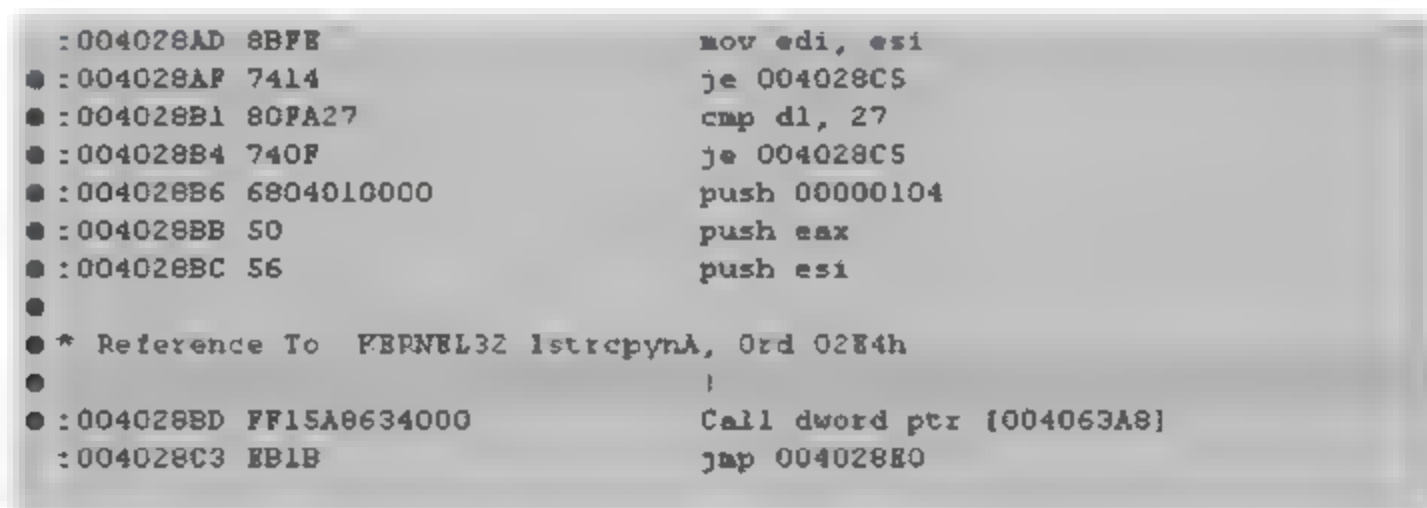 :004028AD 8BFE mov edi, esi
:004028AF 7414 je 004028C5
:004028B1 80FA27 cmp dl, 27
:004028B4 740F je 004028C5
:004028B6 6804010000 push 00000104
:004028BB 50 push eax
:004028BC 56 push esi
* Reference To KERNEL32 lstrcpynA, Ord 02E4h
|
:004028BD FF15A8634000 Call dword ptr [004063A8]
:004028C3 EB1B jmp 004028E0